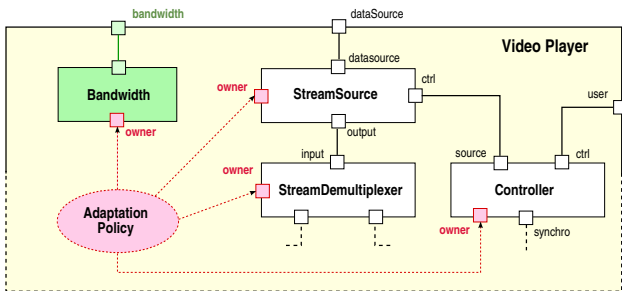 bandwidth
dataSource
Video Player
datasource
ctrl
owner
StreamSource
Bandwidth
user
owner
output
input
source
ctrl
owner
StreamDemultiplexer
Controller
Adaptation
Policy
owner
synchro